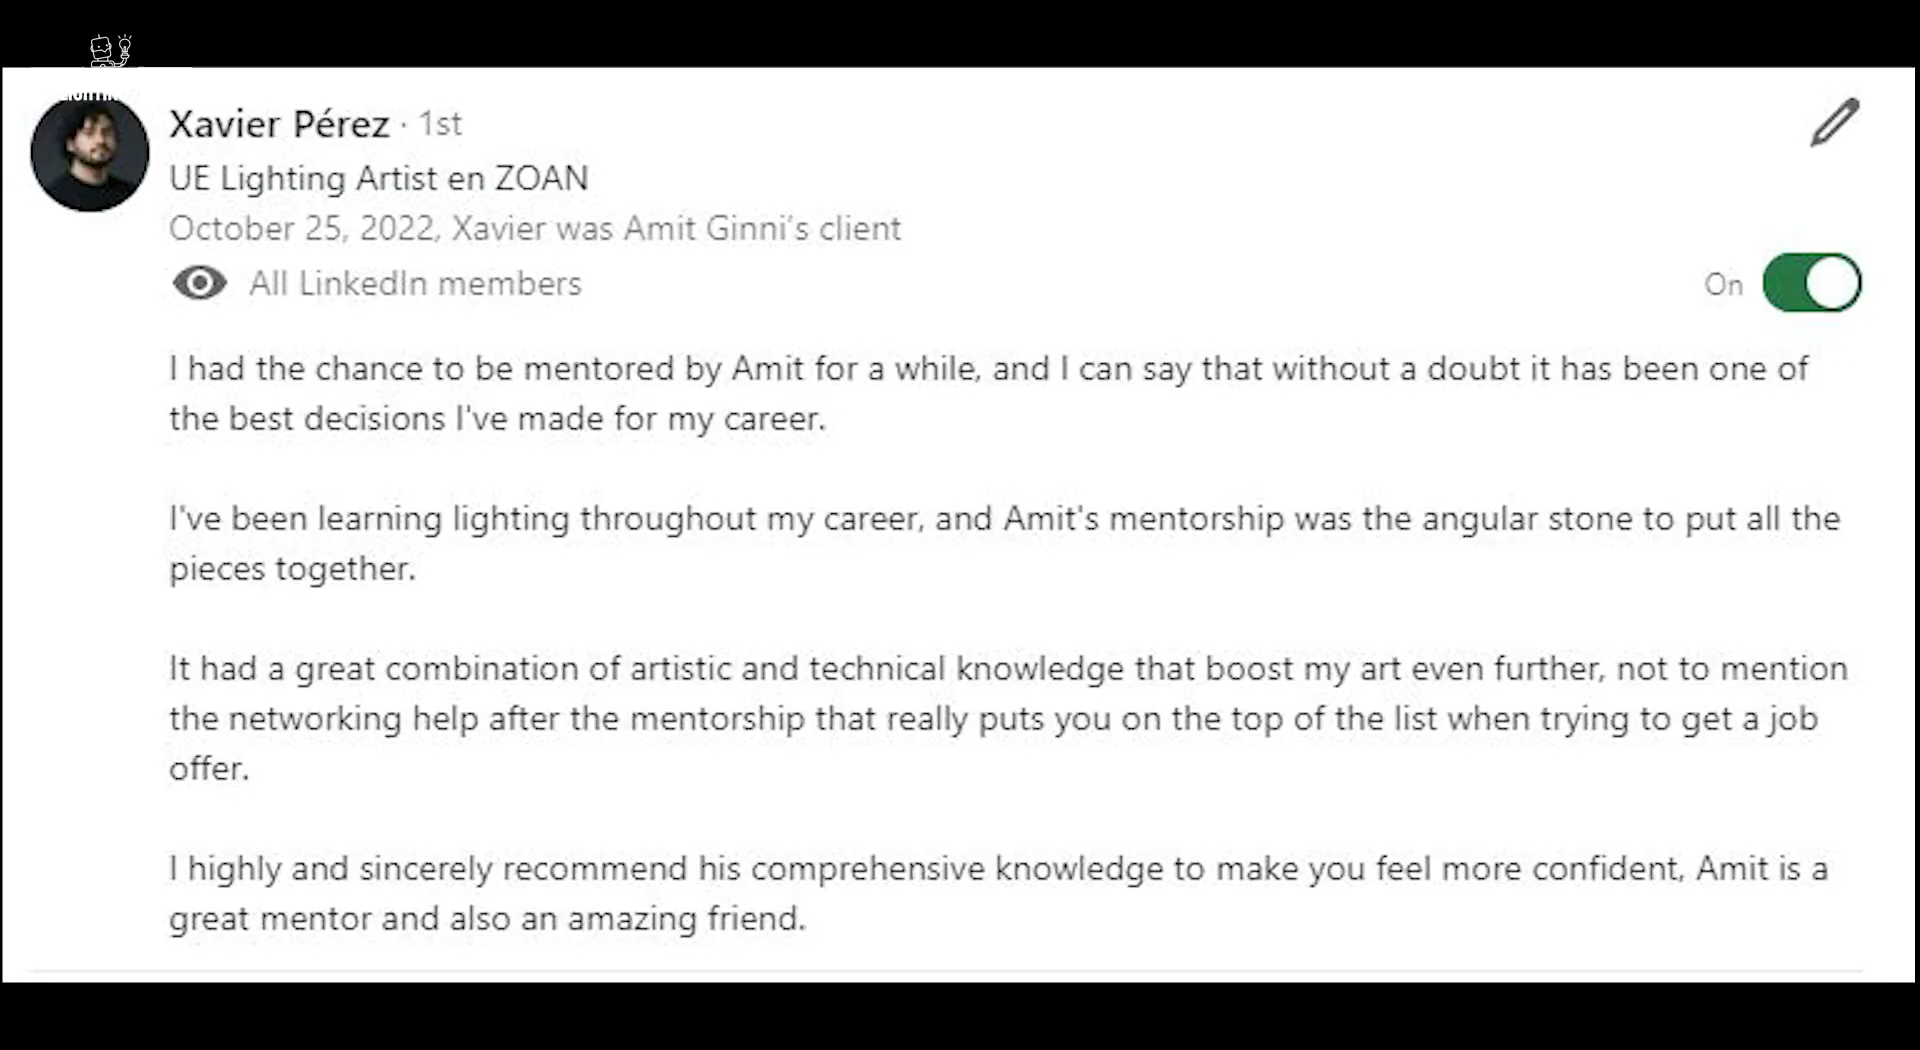 Xavier Pérez · 1st
UE Lighting Artist en ZOAN
October 25, 2022, Xavier was Amit Ginni's client
All LinkedIn members
On
I had the chance to be mentored by Amit for a while, and I can say that without a doubt it has been one of
the best decisions I've made for my career.
I've been learning lighting throughout my career, and Amit's mentorship was the angular stone to put all the
pieces together.
It had a great combination of artistic and technical knowledge that boost my art even further, not to mention
the networking help after the mentorship that really puts you on the top of the list when trying to get a job
offer.
I highly and sincerely recommend his comprehensive knowledge to make you feel more confident, Amit is a
great mentor and also an amazing friend.